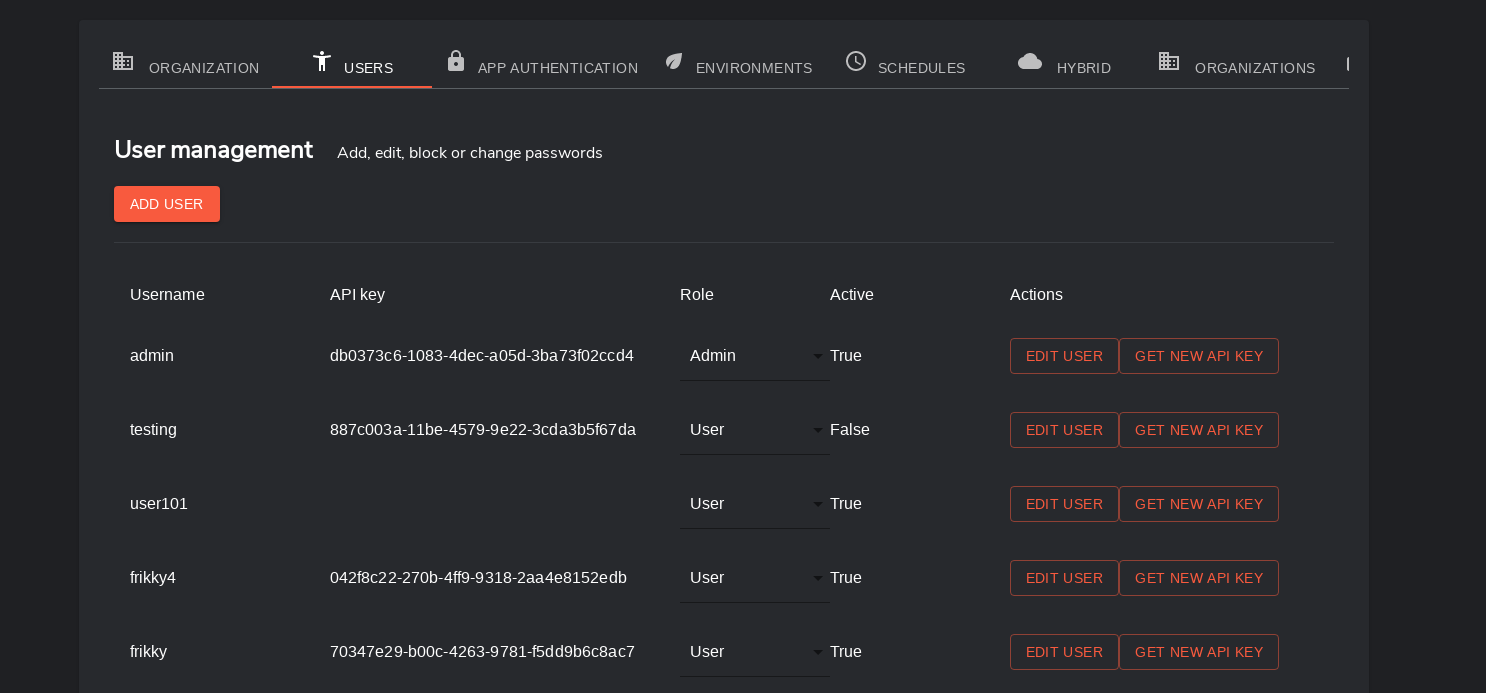 ORGANIZATION USERS APP AUTHENTICATION ENVIRONMENTS SCHEDULES HYBRID ORGANIZATIONS
User management Add, edit, block or change passwords
ADD USER
Username API key Role Active Actions
admin db0373c6-1083-4dec-a05d-3ba73f02ccd4 Admin True EDIT USER GET NEW API KEY
testing 887c003a-11be-4579-9e22-3cda3b5f67da User False EDIT USER GET NEW API KEY
user101 User True EDIT USER GET NEW API KEY
frikky4 042f8c22-270b-4ff9-9318-2aa4e8152edb User True EDIT USER GET NEW API KEY
frikky 70347e29-b00c-4263-9781-f5dd9b6c8ac7 User True EDIT USER GET NEW API KEY